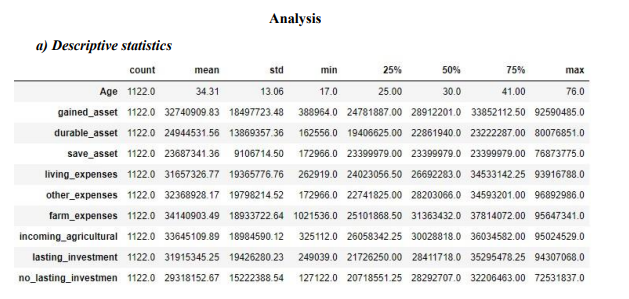 Analysis
a) Descriptive statistics
count mean std min 25% 50% 75% max
Age 1122.0 34.31 13.06 17.0 25.00 30.0 41.00 76.0
gained_asset 1122.0 32740909.83 18497723.48 388964.0 24781887.00 28912201.0 33852112.50 92590485.0
durable_asset 1122.0 24944531.56 13869357.36 162556.0 19406625.00 22861940.0 23222287.00 80076851.0
save_asset 1122.0 23687341.36 9106714.50 172966.0 23399979.00 23399979.0 23399979.00 76873775.0
living_expenses 1122.0 31657326.77 19365776.76 262919.0 24023056.50 26692283.0 34533142.25 93916788.0
other_expenses 1122.0 32368928.17 19798214.52 172966.0 22741825.00 28203066.0 34593201.00 96892986.0
farm_expenses 1122.0 34140903.49 18933722.64 1021536.0 25101868.50 31363432.0 37814072.00 95647341.0
incoming_agricultural 1122.0 33645109.89 18984590.12 325112.0 26058342.25 30028818.0 36034582.00 95024529.0
lasting_investment 1122.0 31915345.25 19426280.23 249039.0 21726250.00 28411718.0 35295478.25 94307068.0
no_lasting_investmen 1122.0 29318152.67 15222388.54 127122.0 20718551.25 28292707.0 32206463.00 72531837.0